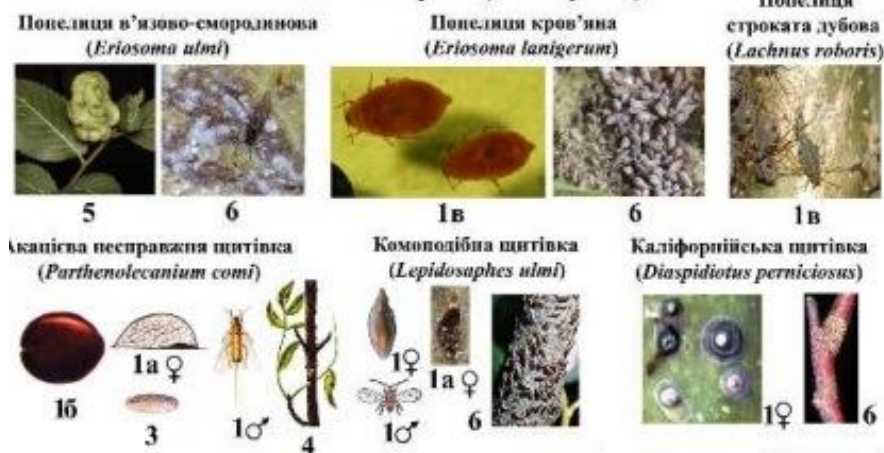 Попелиця
Попелиця в'язово-смородинова
(Eriosoma ulmi)
Попелиця кров'яна
(Eriosoma lanigerum)
строката дубова
(Lachnus roboris)
5 6 1в 6 1в
Акацієва несправжня щитівка
(Parthenolecanium corni)
Комоподібна щитівка
(Lepidosaphes ulmi)
Каліфорнійська щитівка
(Diaspidiotus perniciosus)
1б
1а ♀
3
1♂
4
1♀
1♂
1а ♀
6
1♀
6